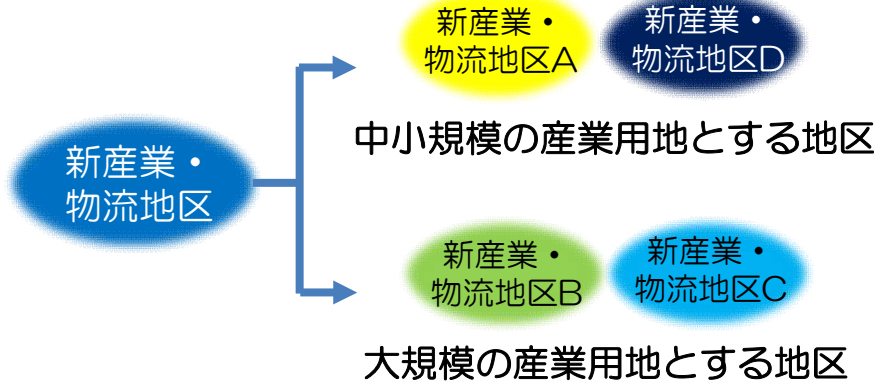 新産業・
物流地区A
新産業・
物流地区D
中小規模の産業用地とする地区
新産業・
物流地区
新産業・
物流地区B
新産業・
物流地区C
大規模の産業用地とする地区